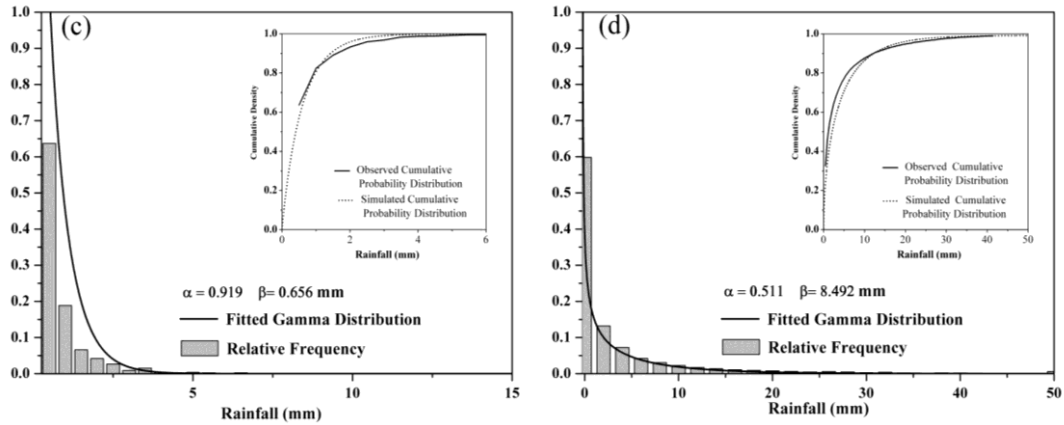 (c)
1.0
0.9
0.8
0.7
0.6
0.5
0.4
0.3
0.2
0.1
0.0
5
10
15
Rainfall (mm)
α = 0.919 β= 0.656 mm
Fitted Gamma Distribution
Relative Frequency
Cumulative Density
1.0
0.8
0.6
0.4
0.2
0.0
0
2
4
6
Rainfall (mm)
Observed Cumulative
Probability Distribution
Simulated Cumulative
Probability Distribution
(d)
1.0
0.9
0.8
0.7
0.6
0.5
0.4
0.3
0.2
0.1
0.0
0
10
20
30
40
50
Rainfall (mm)
α = 0.511 β= 8.492 mm
Fitted Gamma Distribution
Relative Frequency
Cumulative Density
1.0
0.8
0.6
0.4
0.2
0.0
0
10
20
30
40
50
Rainfall (mm)
Observed Cumulative
Probability Distribution
Simulated Cumulative
Probability Distribution